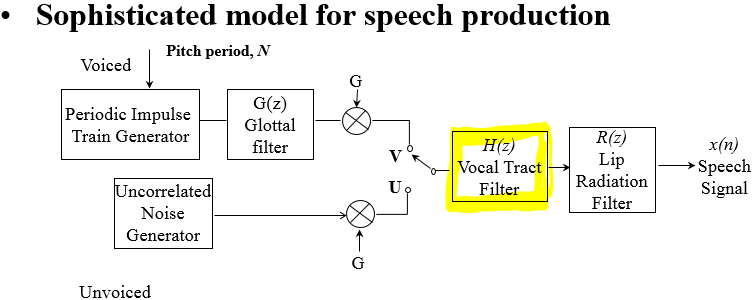 • Sophisticated model for speech production
Pitch period, N
Voiced
G
Periodic Impulse
Train Generator
G(z)
Glottal
filter
V
H(z)
Vocal Tract
Filter
R(z)
Lip
Radiation
Filter
x(n)
Speech
Signal
U
Uncorrelated
Noise
Generator
G
Unvoiced